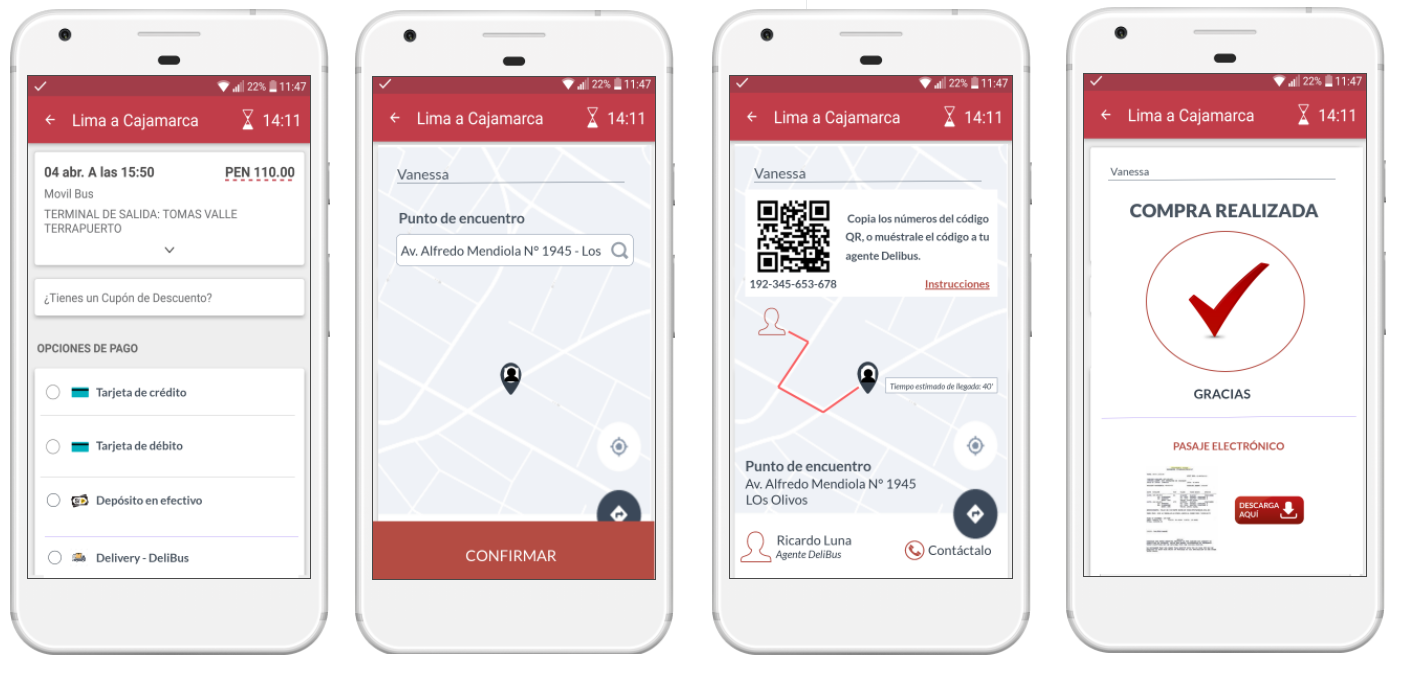 22% 11:47
Lima a Cajamarca 14:11
04 abr. A las 15:50 PEN 110.00
Movil Bus
TERMINAL DE SALIDA: TOMAS VALLE
TERRAPUERTO
¿Tienes un Cupón de Descuento?
OPCIONES DE PAGO
Tarjeta de crédito
Tarjeta de débito
Depósito en efectivo
Delivery - DeliBus
22% 11:47
Lima a Cajamarca 14:11
Vanessa
Punto de encuentro
Av. Alfredo Mendiola Nº 1945 - Los
CONFIRMAR
22% 11:47
Lima a Cajamarca 14:11
Vanessa
Copia los números del código
QR, o muéstrale el código a tu
agente Delibus.
192-345-653-678 Instrucciones
Tiempo estimado de llegada: 40'
Punto de encuentro
Av. Alfredo Mendiola Nº 1945
LOs Olivos
Ricardo Luna
Agente DeliBus
Contáctalo
22% 11:47
Lima a Cajamarca 14:11
Vanessa
COMPRA REALIZADA
GRACIAS
PASAJE ELECTRÓNICO
DESCARGA
AQUÍ